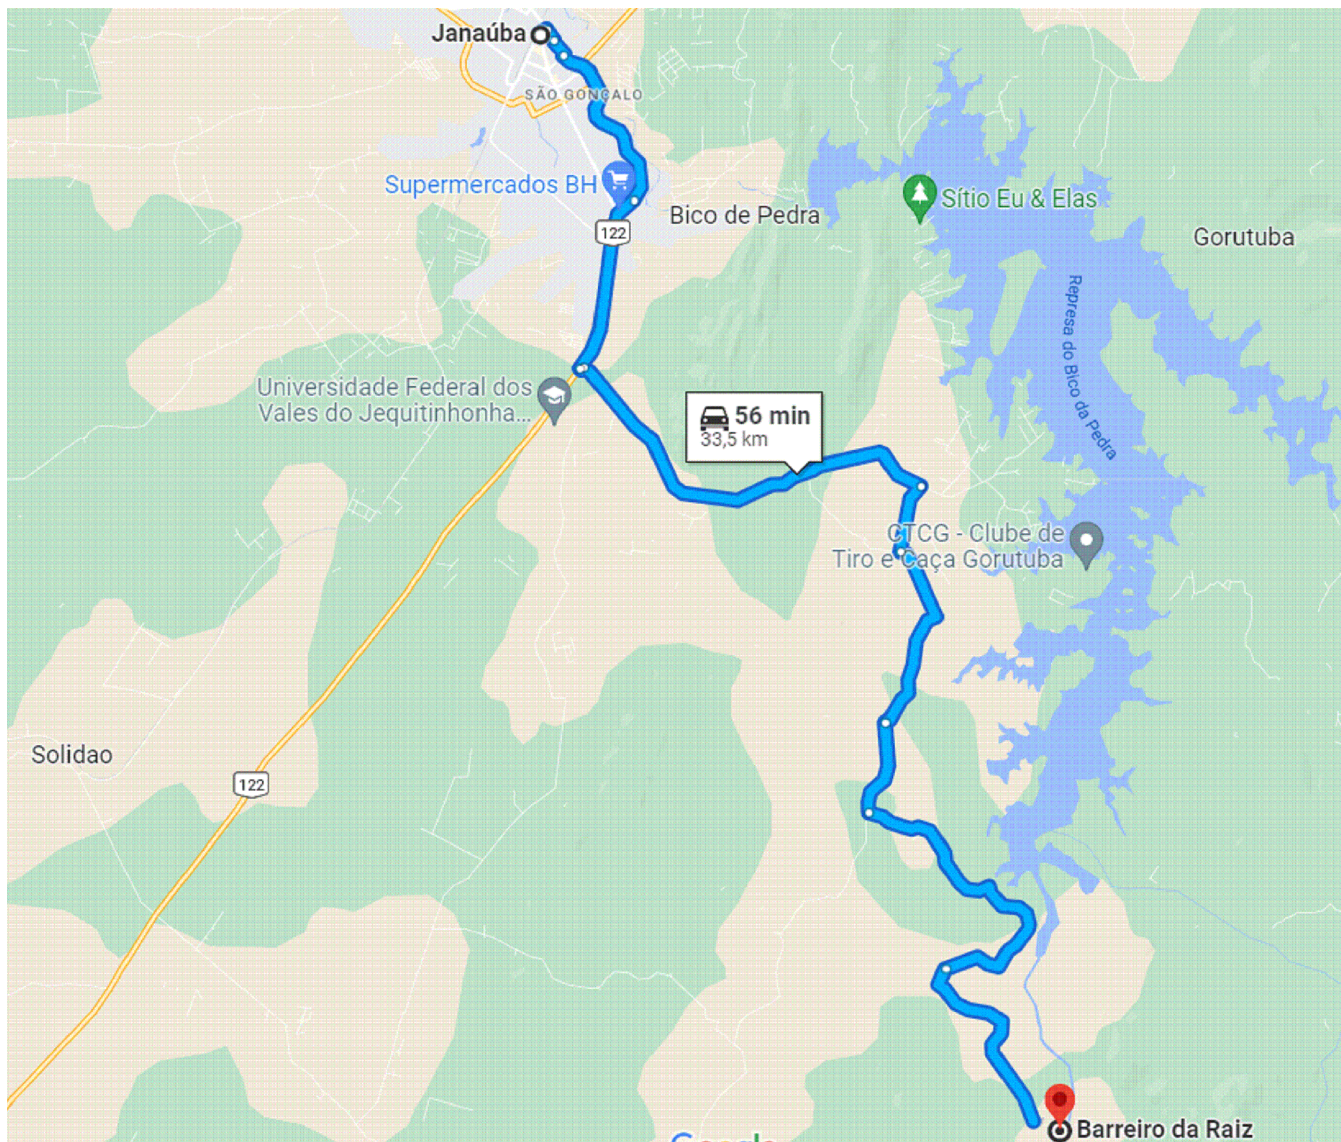 Janaúba
SÃO GONÇALO
Supermercados BH
Sítio Eu & Elas
Bico de Pedra
122
Gorutuba
Represa do Bico da Pedra
Universidade Federal dos
Vales do Jequitinhonha...
56 min
33,5 km
CTCG - Clube de
Tiro e Caça Gorutuba
Solidao
122
Barreiro da Raiz
Google